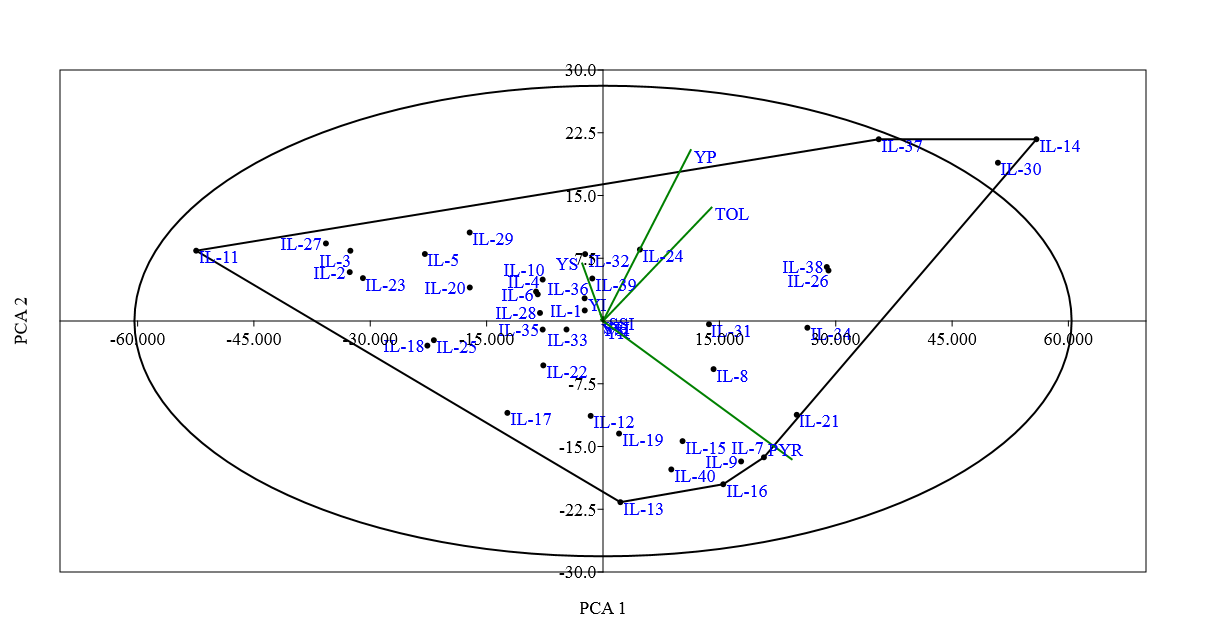 30.0
22.5
IL-37
IL-14
YP
IL-30
15.0
TOL
IL-29
IL-27
IL-11
IL-3
IL-5
7.5
IL-32
IL-24
YS
IL-2
IL-10
IL-38
IL-23
IL-4
IL-26
IL-20
IL-6
IL-36
IL-39
YI
IL-28
IL-1
SSI
IL-35
IL-31
IL-34
-60.000
-45.000
-30.000
-15.000
15.000
30.000
45.000
60.000
IL-33
IL-18
IL-25
IL-22
IL-8
-7.5
IL-17
IL-12
IL-21
IL-19
-15.0
IL-15
IL-7
PYR
IL-9
IL-40
IL-16
IL-13
-22.5
-30.0
PCA 1
PCA 2